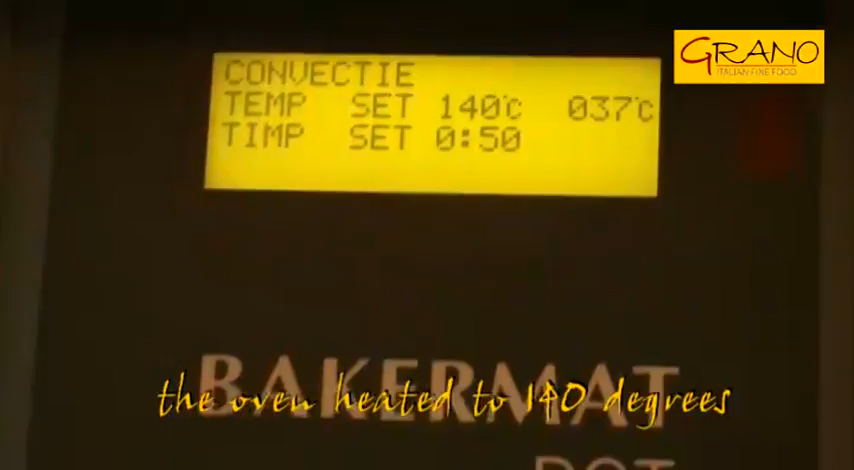 GRANO
ITALIAN FINE FOOD
CONVECTIE
TEMP SET 140°C 037°C
TIMP SET 0:50
BAKERMAT
the oven heated to 140 degrees